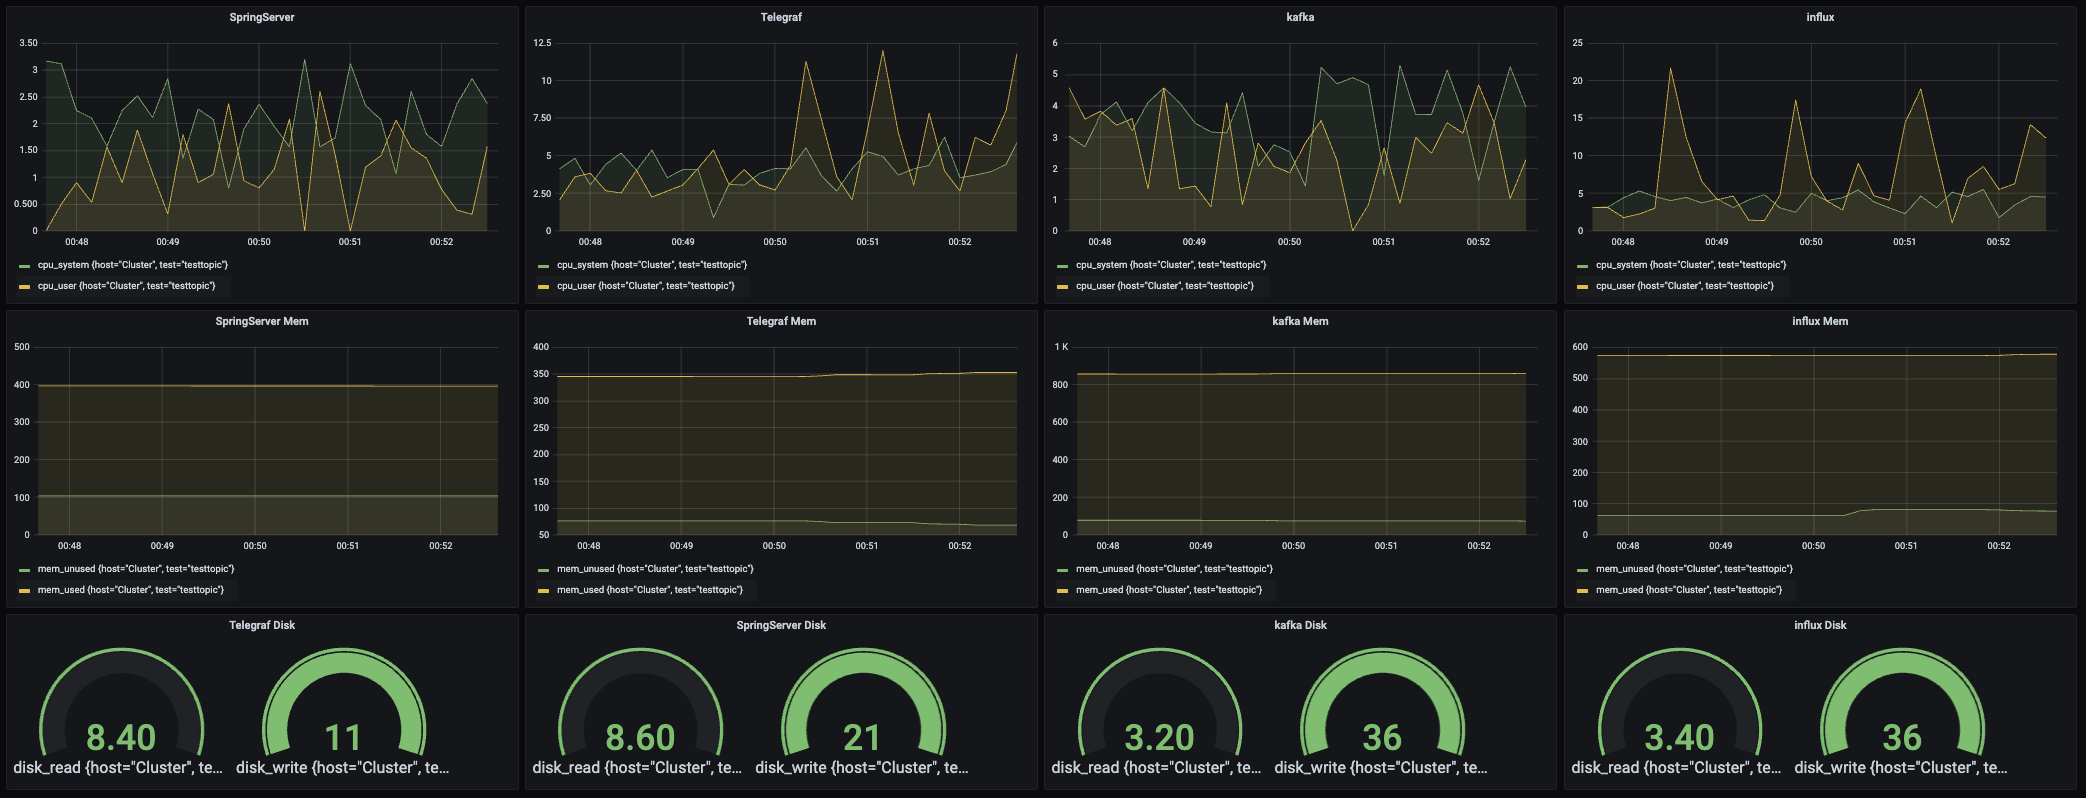 SpringServer
3.50
3
2.50
2
1.50
1
0.500
0
00:48 00:49 00:50 00:51 00:52
cpu_system {host="Cluster", test="testtopic"}
cpu_user {host="Cluster", test="testtopic"}
Telegraf
12.5
10
7.50
5
2.50
0
00:48 00:49 00:50 00:51 00:52
cpu_system {host="Cluster", test="testtopic"}
cpu_user {host="Cluster", test="testtopic"}
kafka
6
5
4
3
2
1
0
00:48 00:49 00:50 00:51 00:52
cpu_system {host="Cluster", test="testtopic"}
cpu_user {host="Cluster", test="testtopic"}
influx
25
20
15
10
5
0
00:48 00:49 00:50 00:51 00:52
cpu_system {host="Cluster", test="testtopic"}
cpu_user {host="Cluster", test="testtopic"}
SpringServer Mem
500
400
300
200
100
0
00:48 00:49 00:50 00:51 00:52
mem_unused {host="Cluster", test="testtopic"}
mem_used {host="Cluster", test="testtopic"}
Telegraf Mem
400
350
300
250
200
150
100
50
00:48 00:49 00:50 00:51 00:52
mem_unused {host="Cluster", test="testtopic"}
mem_used {host="Cluster", test="testtopic"}
kafka Mem
1 K
800
600
400
200
0
00:48 00:49 00:50 00:51 00:52
mem_unused {host="Cluster", test="testtopic"}
mem_used {host="Cluster", test="testtopic"}
influx Mem
600
500
400
300
200
100
0
00:48 00:49 00:50 00:51 00:52
mem_unused {host="Cluster", test="testtopic"}
mem_used {host="Cluster", test="testtopic"}
Telegraf Disk
8.40 11
disk_read {host="Cluster", te... disk_write {host="Cluster", te...
SpringServer Disk
8.60 21
disk_read {host="Cluster", te... disk_write {host="Cluster", te...
kafka Disk
3.20 36
disk_read {host="Cluster", te... disk_write {host="Cluster", te...
influx Disk
3.40 36
disk_read {host="Cluster", te... disk_write {host="Cluster", te...